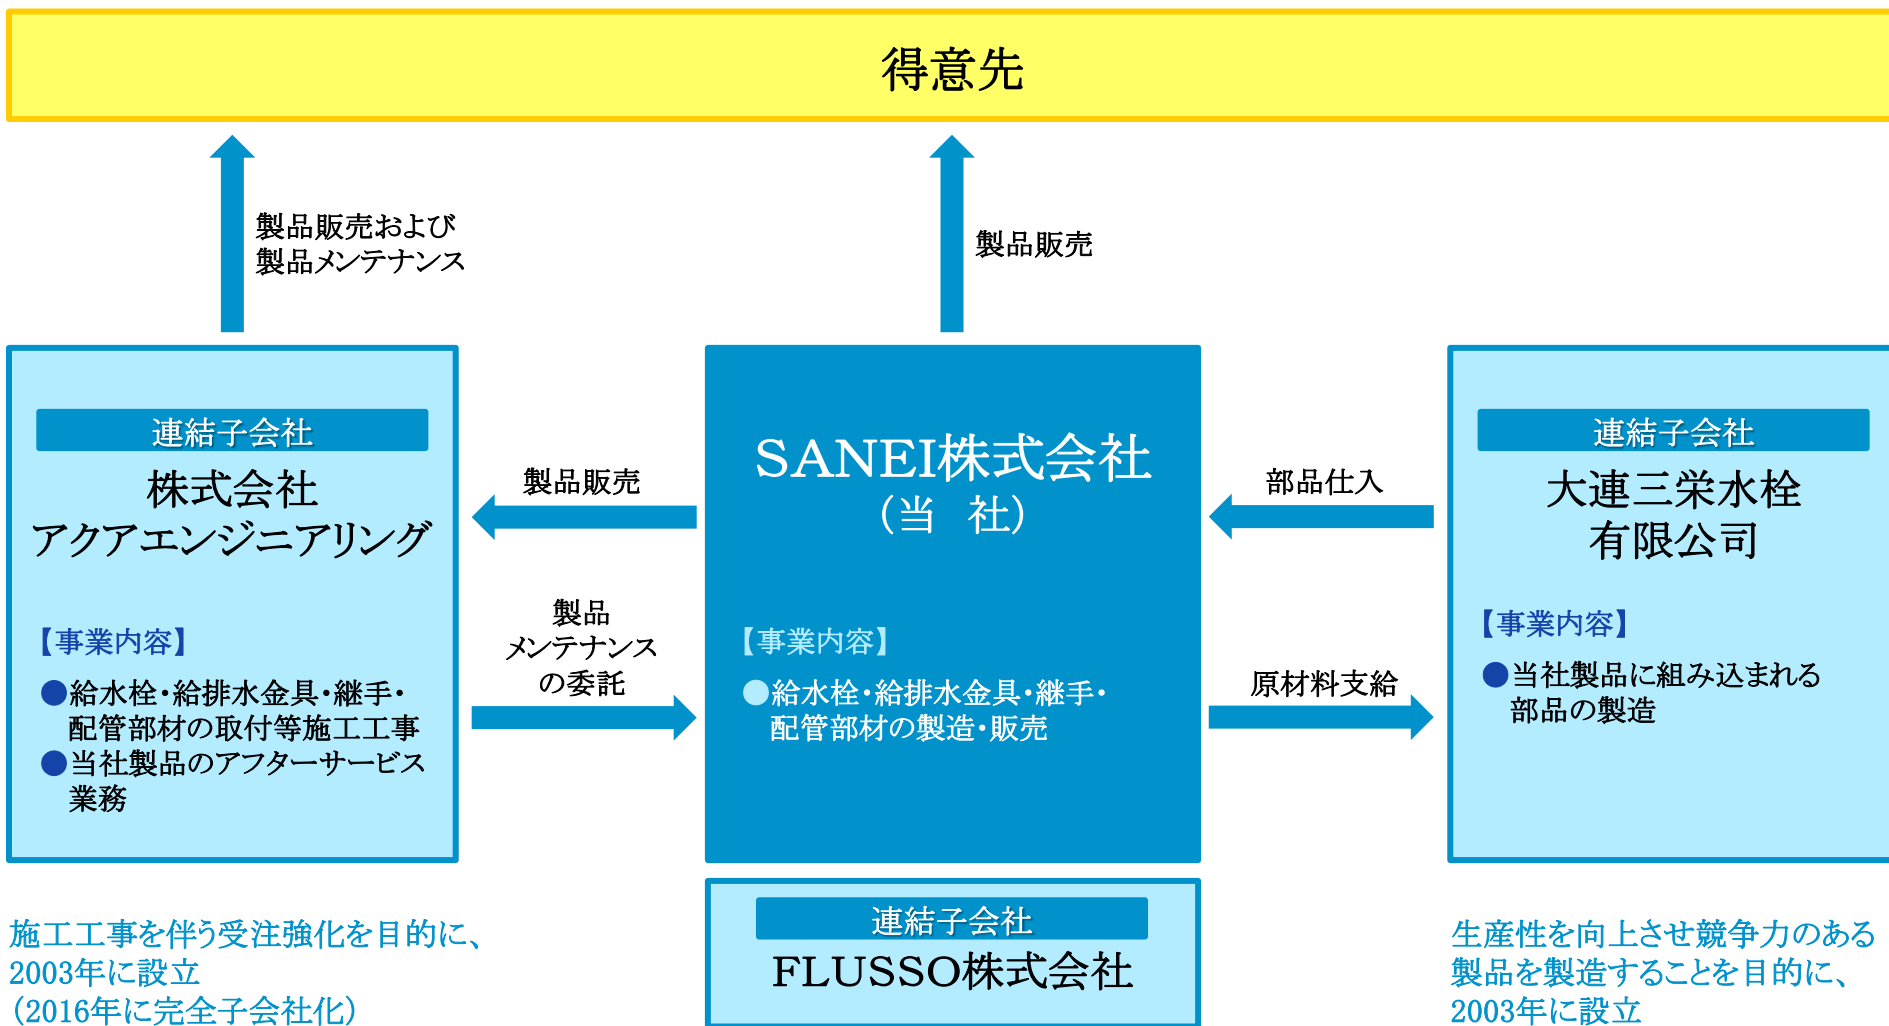 得意先
製品販売および
製品メンテナンス
製品販売
連結子会社
株式会社
アクアエンジニアリング
【事業内容】
●給水栓・給排水金具・継手・
配管部材の取付等施工工事
●当社製品のアフターサービス
業務
製品販売
製品
メンテナンス
の委託
SANEI株式会社
(当 社)
【事業内容】
●給水栓・給排水金具・継手・
配管部材の製造・販売
部品仕入
原材料支給
連結子会社
大連三栄水栓
有限公司
【事業内容】
●当社製品に組み込まれる
部品の製造
連結子会社
FLUSSO株式会社
施工工事を伴う受注強化を目的に、
2003年に設立
(2016年に完全子会社化)
生産性を向上させ競争力のある
製品を製造することを目的に、
2003年に設立